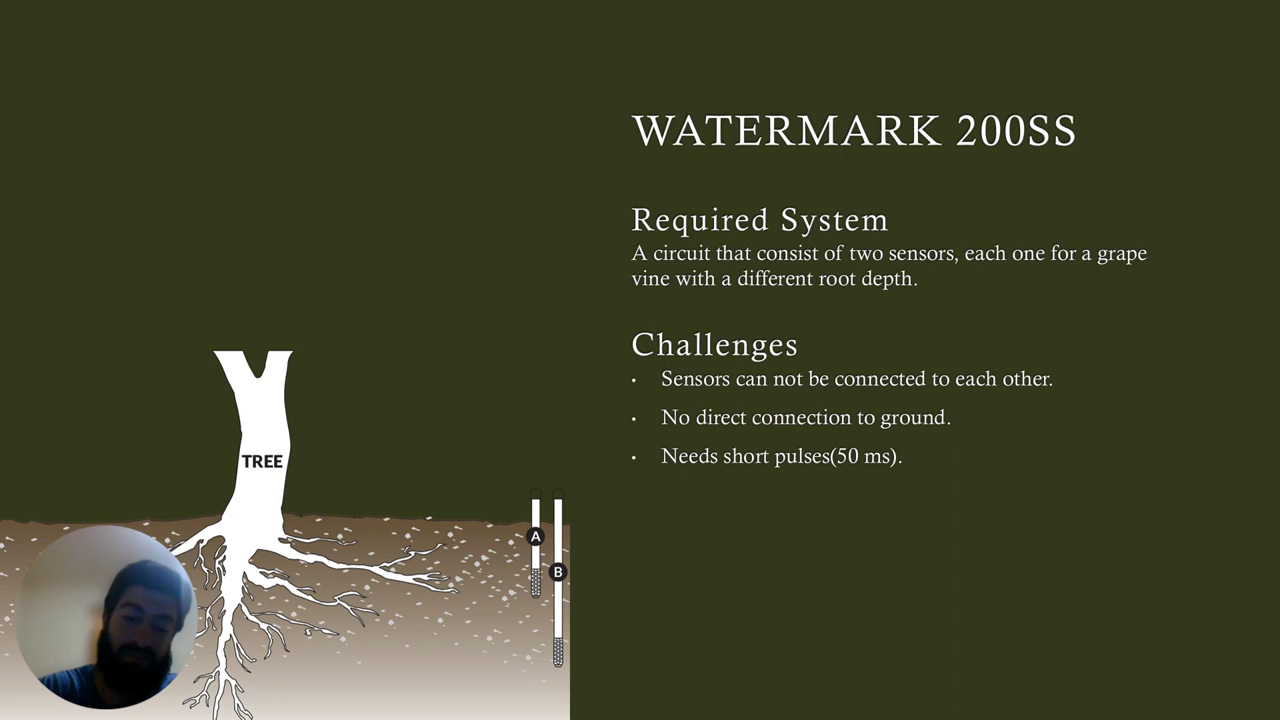 WATERMARK 200SS
Required System
A circuit that consist of two sensors, each one for a grape
vine with a different root depth.
Challenges
• Sensors can not be connected to each other.
• No direct connection to ground.
• Needs short pulses(50 ms).
TREE
A
B